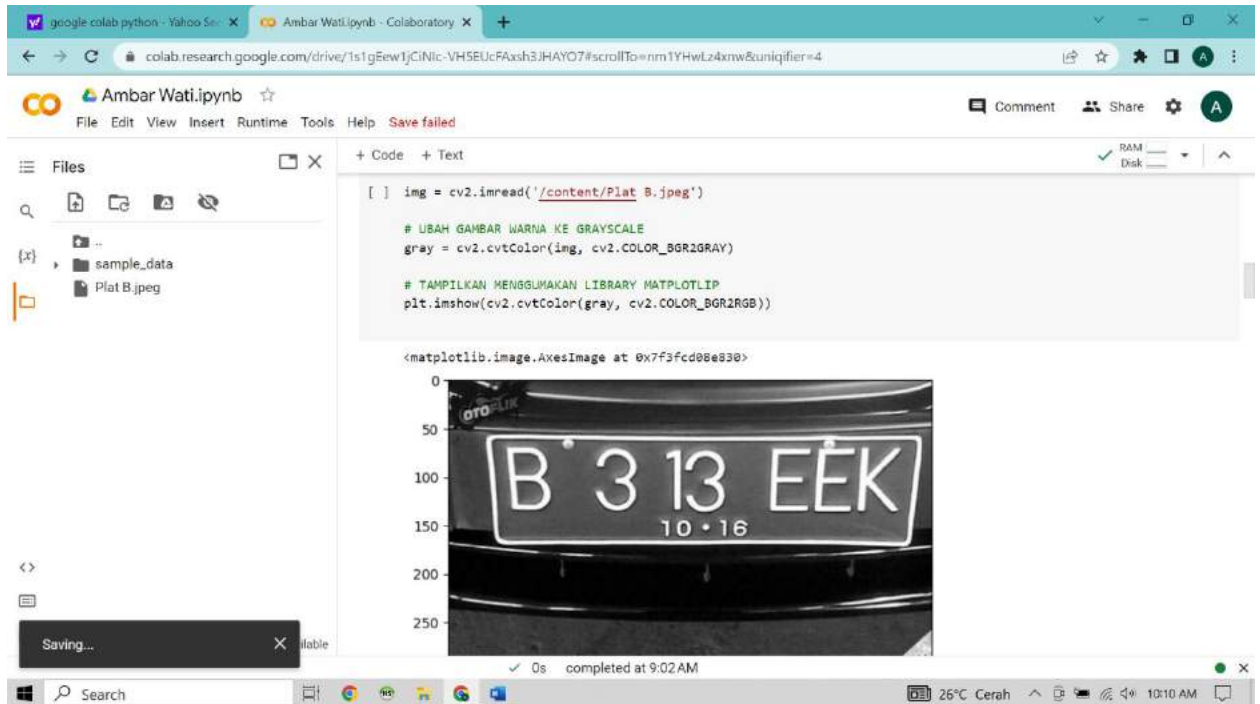 google colab python - Yahoo Sea
Ambar Wati.ipynb - Colaboratory
colab.research.google.com/drive/1s1gEew1jCiNIc-VH5EUcFAxsh3JHAYO7#scrollTo=nm1YHwLz4xnw&uniqifier=4
Ambar Wati.ipynb
Comment Share A
File Edit View Insert Runtime Tools Help Save failed
Files
+ Code + Text
RAM
Disk
{x}
..
sample_data
Plat B.jpeg
[ ] img = cv2.imread('/content/Plat B.jpeg')
# UBAH GAMBAR WARNA KE GRAYSCALE
gray = cv2.cvtColor(img, cv2.COLOR_BGR2GRAY)
# TAMPILKAN MENGGUMAKAN LIBRARY MATPLOTLIP
plt.imshow(cv2.cvtColor(gray, cv2.COLOR_BGR2RGB))
<matplotlib.image.AxesImage at 0x7f3fcd08e830>
0
50
100
150
200
250
OTOFLIK
B 3 13 EEK
10 • 16
Saving...
ilable
0s completed at 9:02 AM
Search
26°C Cerah
10:10 AM